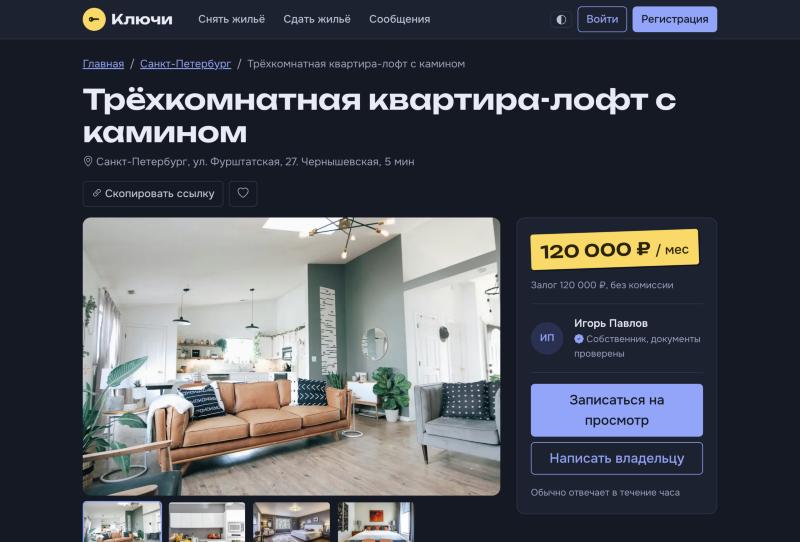 Ключи
Снять жильё
Сдать жильё
Сообщения
Войти
Регистрация
Главная / Санкт-Петербург / Трёхкомнатная квартира-лофт с камином
Трёхкомнатная квартира-лофт с
камином
Санкт-Петербург, ул. Фурштатская, 27. Чернышевская, 5 мин
Скопировать ссылку
120 000 ₽ / мес
Залог 120 000 ₽, без комиссии
ИП
Игорь Павлов
Собственник, документы
проверены
Записаться на
просмотр
Написать владельцу
Обычно отвечает в течение часа